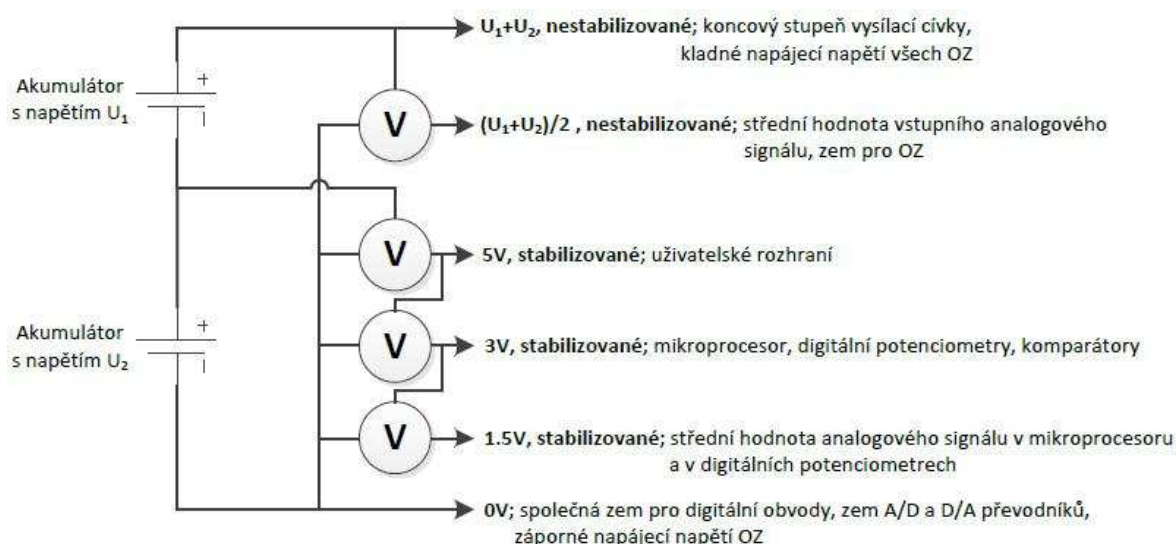 U₁+U₂, nestabilizované; koncový stupeň vysílací cívky,
kladné napájecí napětí všech OZ
+
Akumulátor
s napětím U₁
V
(U₁+U₂)/2 , nestabilizované; střední hodnota vstupního analogového
signálu, zem pro OZ
V
5V, stabilizované; uživatelské rozhraní
+
Akumulátor
s napětím U₂
V
3V, stabilizované; mikroprocesor, digitální potenciometry, komparátory
V
1.5V, stabilizované; střední hodnota analogového signálu v mikroprocesoru
a v digitálních potenciometrech
0V; společná zem pro digitální obvody, zem A/D a D/A převodníků,
záporné napájecí napětí OZ